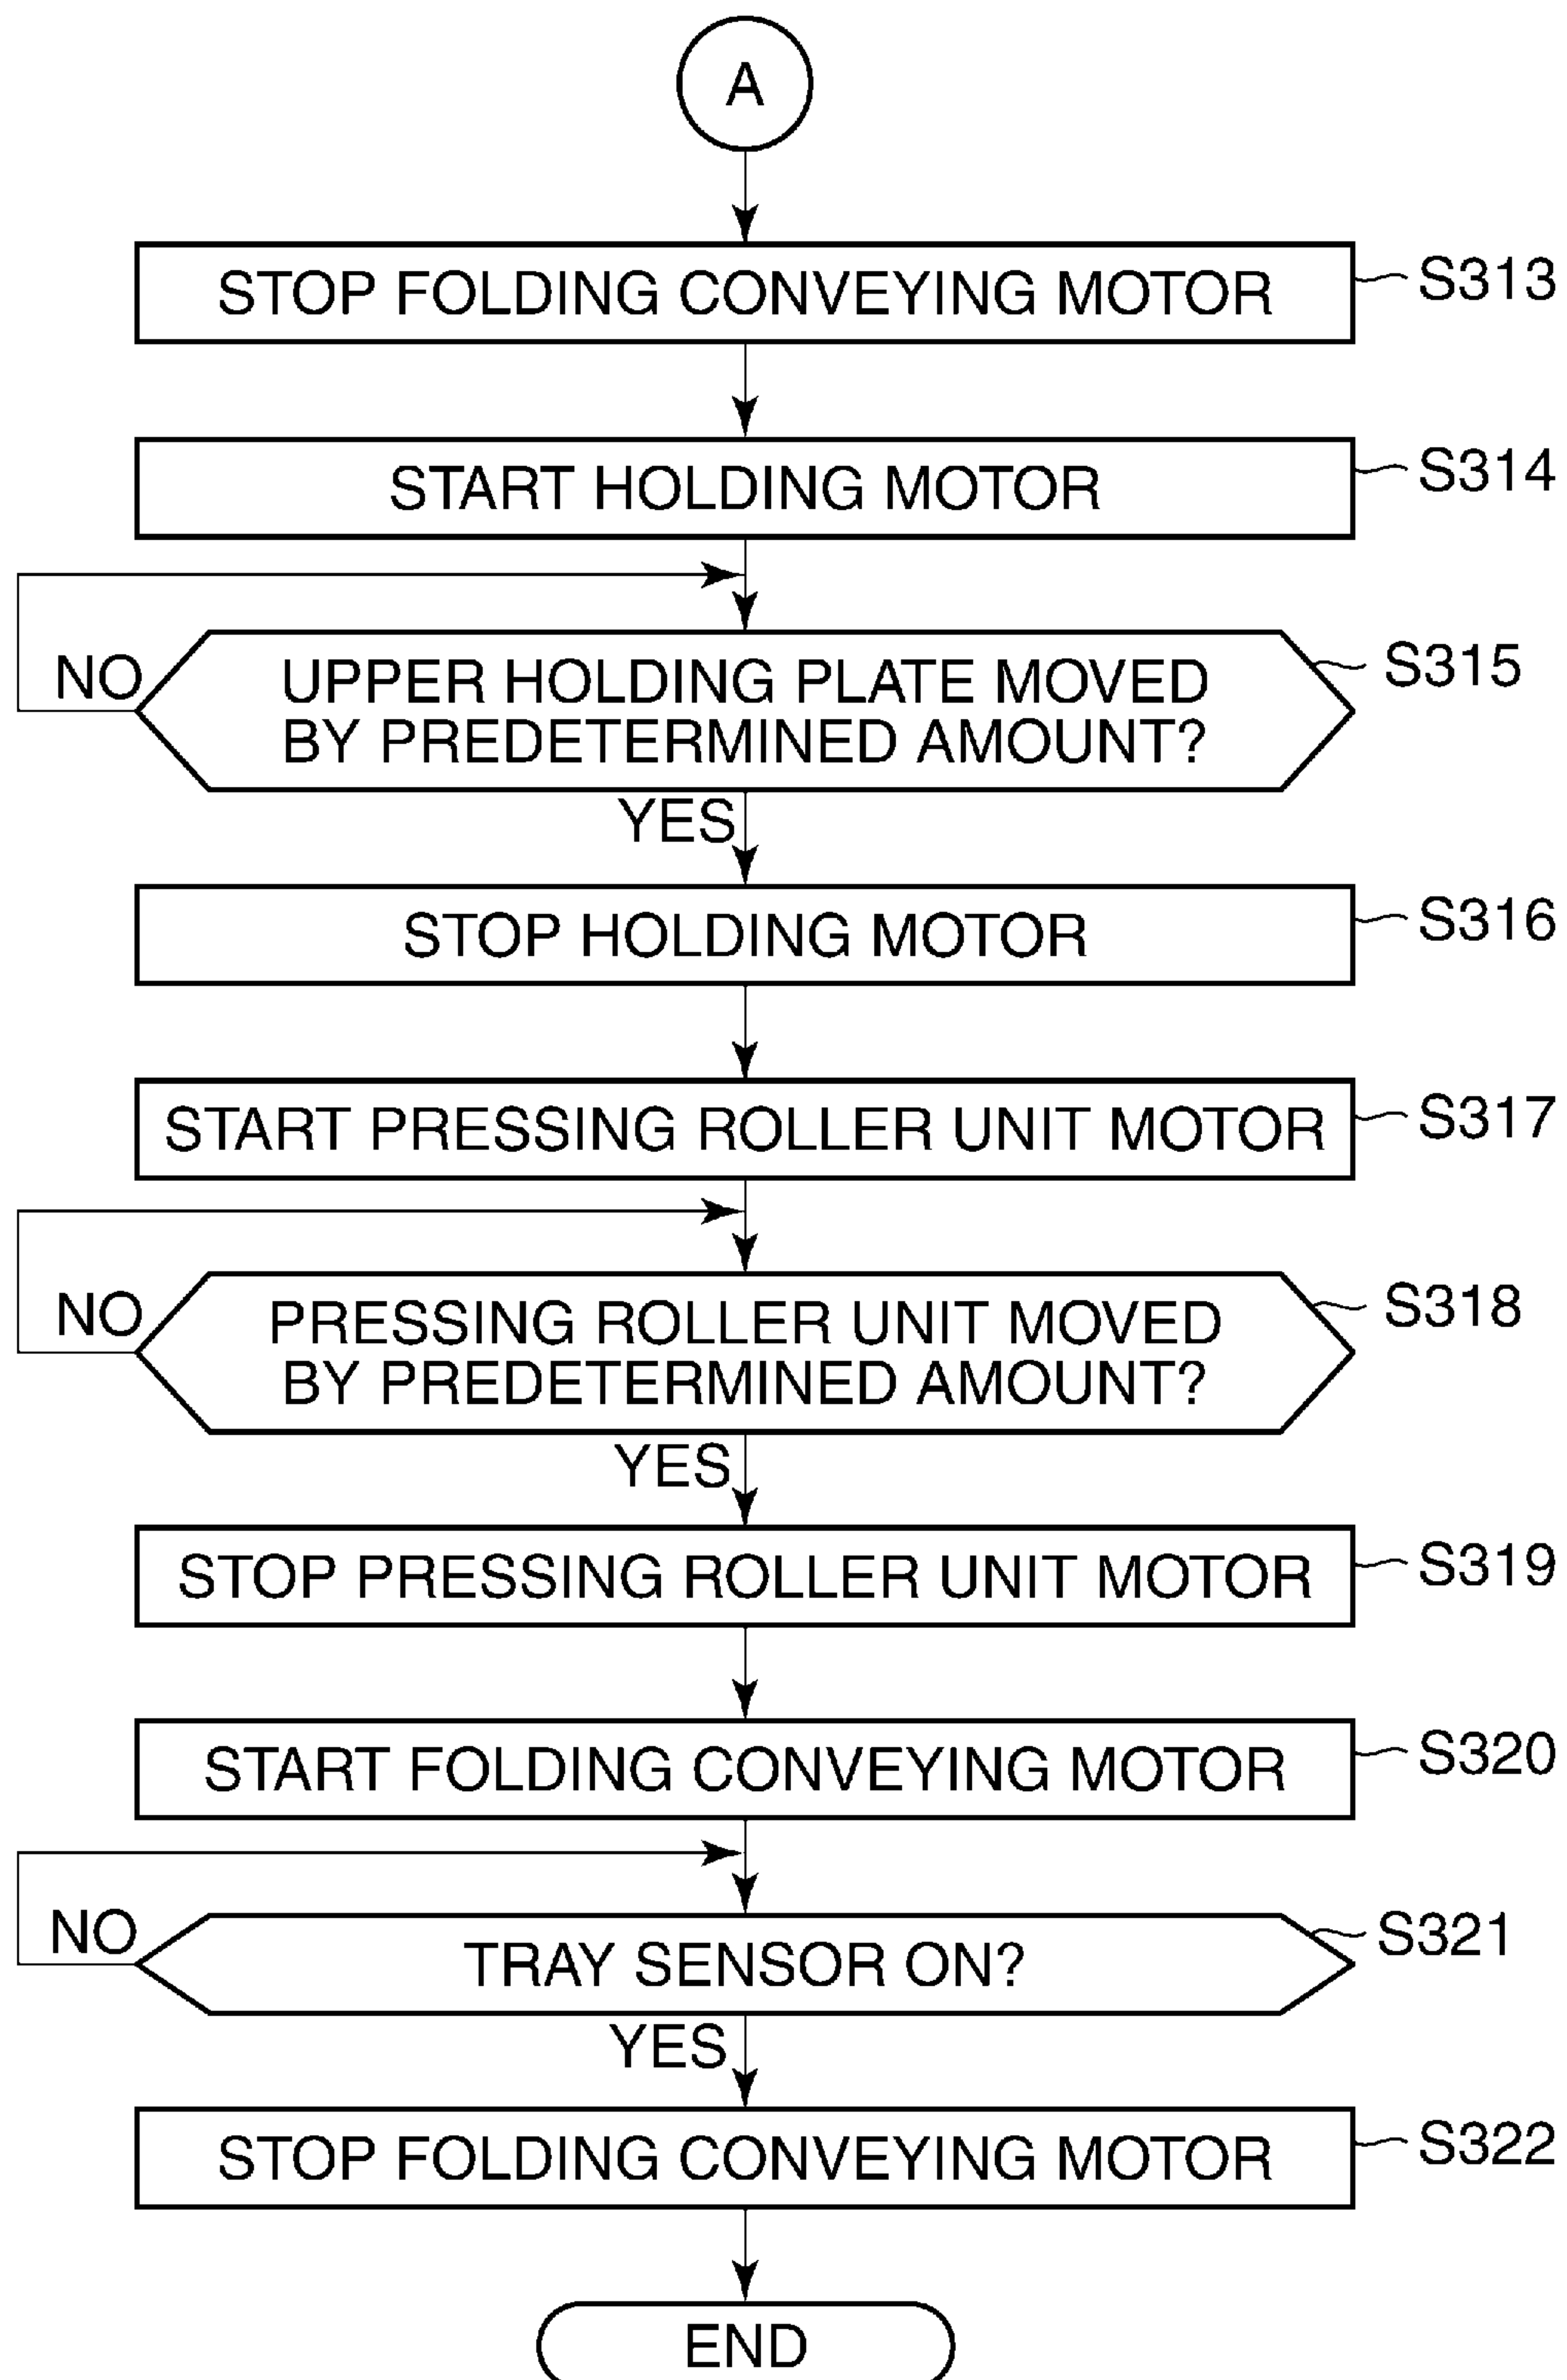 A
STOP FOLDING CONVEYING MOTOR
S313
START HOLDING MOTOR
S314
NO
UPPER HOLDING PLATE MOVED
BY PREDETERMINED AMOUNT?
S315
YES
STOP HOLDING MOTOR
S316
START PRESSING ROLLER UNIT MOTOR
S317
NO
PRESSING ROLLER UNIT MOVED
BY PREDETERMINED AMOUNT?
S318
YES
STOP PRESSING ROLLER UNIT MOTOR
S319
START FOLDING CONVEYING MOTOR
S320
NO
TRAY SENSOR ON?
S321
YES
STOP FOLDING CONVEYING MOTOR
S322
END